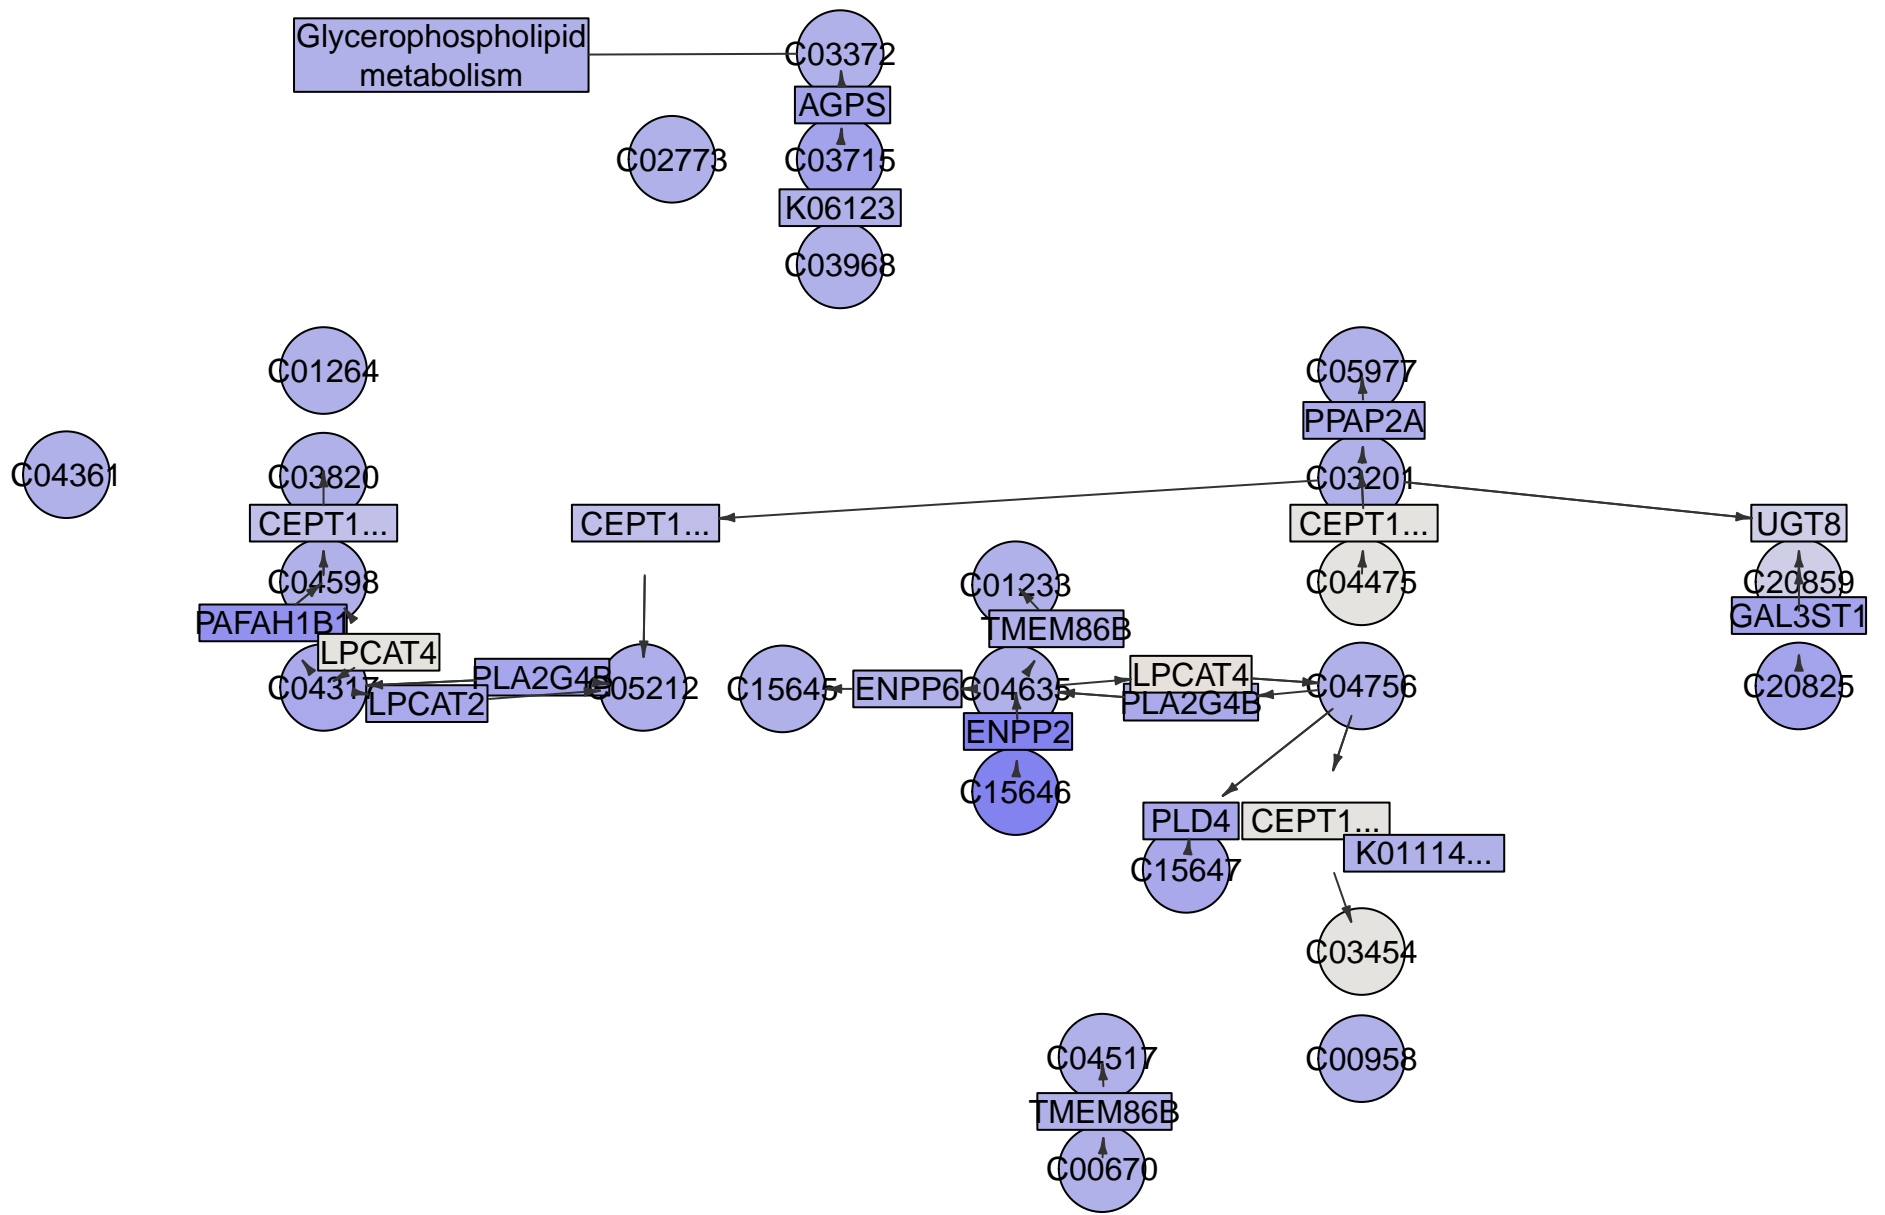 Glycerophospholipid
metabolism
C03372
AGPS
C02773
C03715
K06123
C03968
C01264
C05977
PPAP2A
C04361
C03820
C03201
CEPT1...
CEPT1...
CEPT1...
UGT8
C04598
C01233
C04475
C20859
PAFAH1B1
TMEM86B
GAL3ST1
LPCAT4
C04317
PLA2G4B
C05212
LPCAT2
C15645
ENPP6
C04635
LPCAT4
PLA2G4B
C04756
C20825
ENPP2
C15646
PLD4
CEPT1...
K01114...
C15647
C03454
C04517
C00958
TMEM86B
C00670